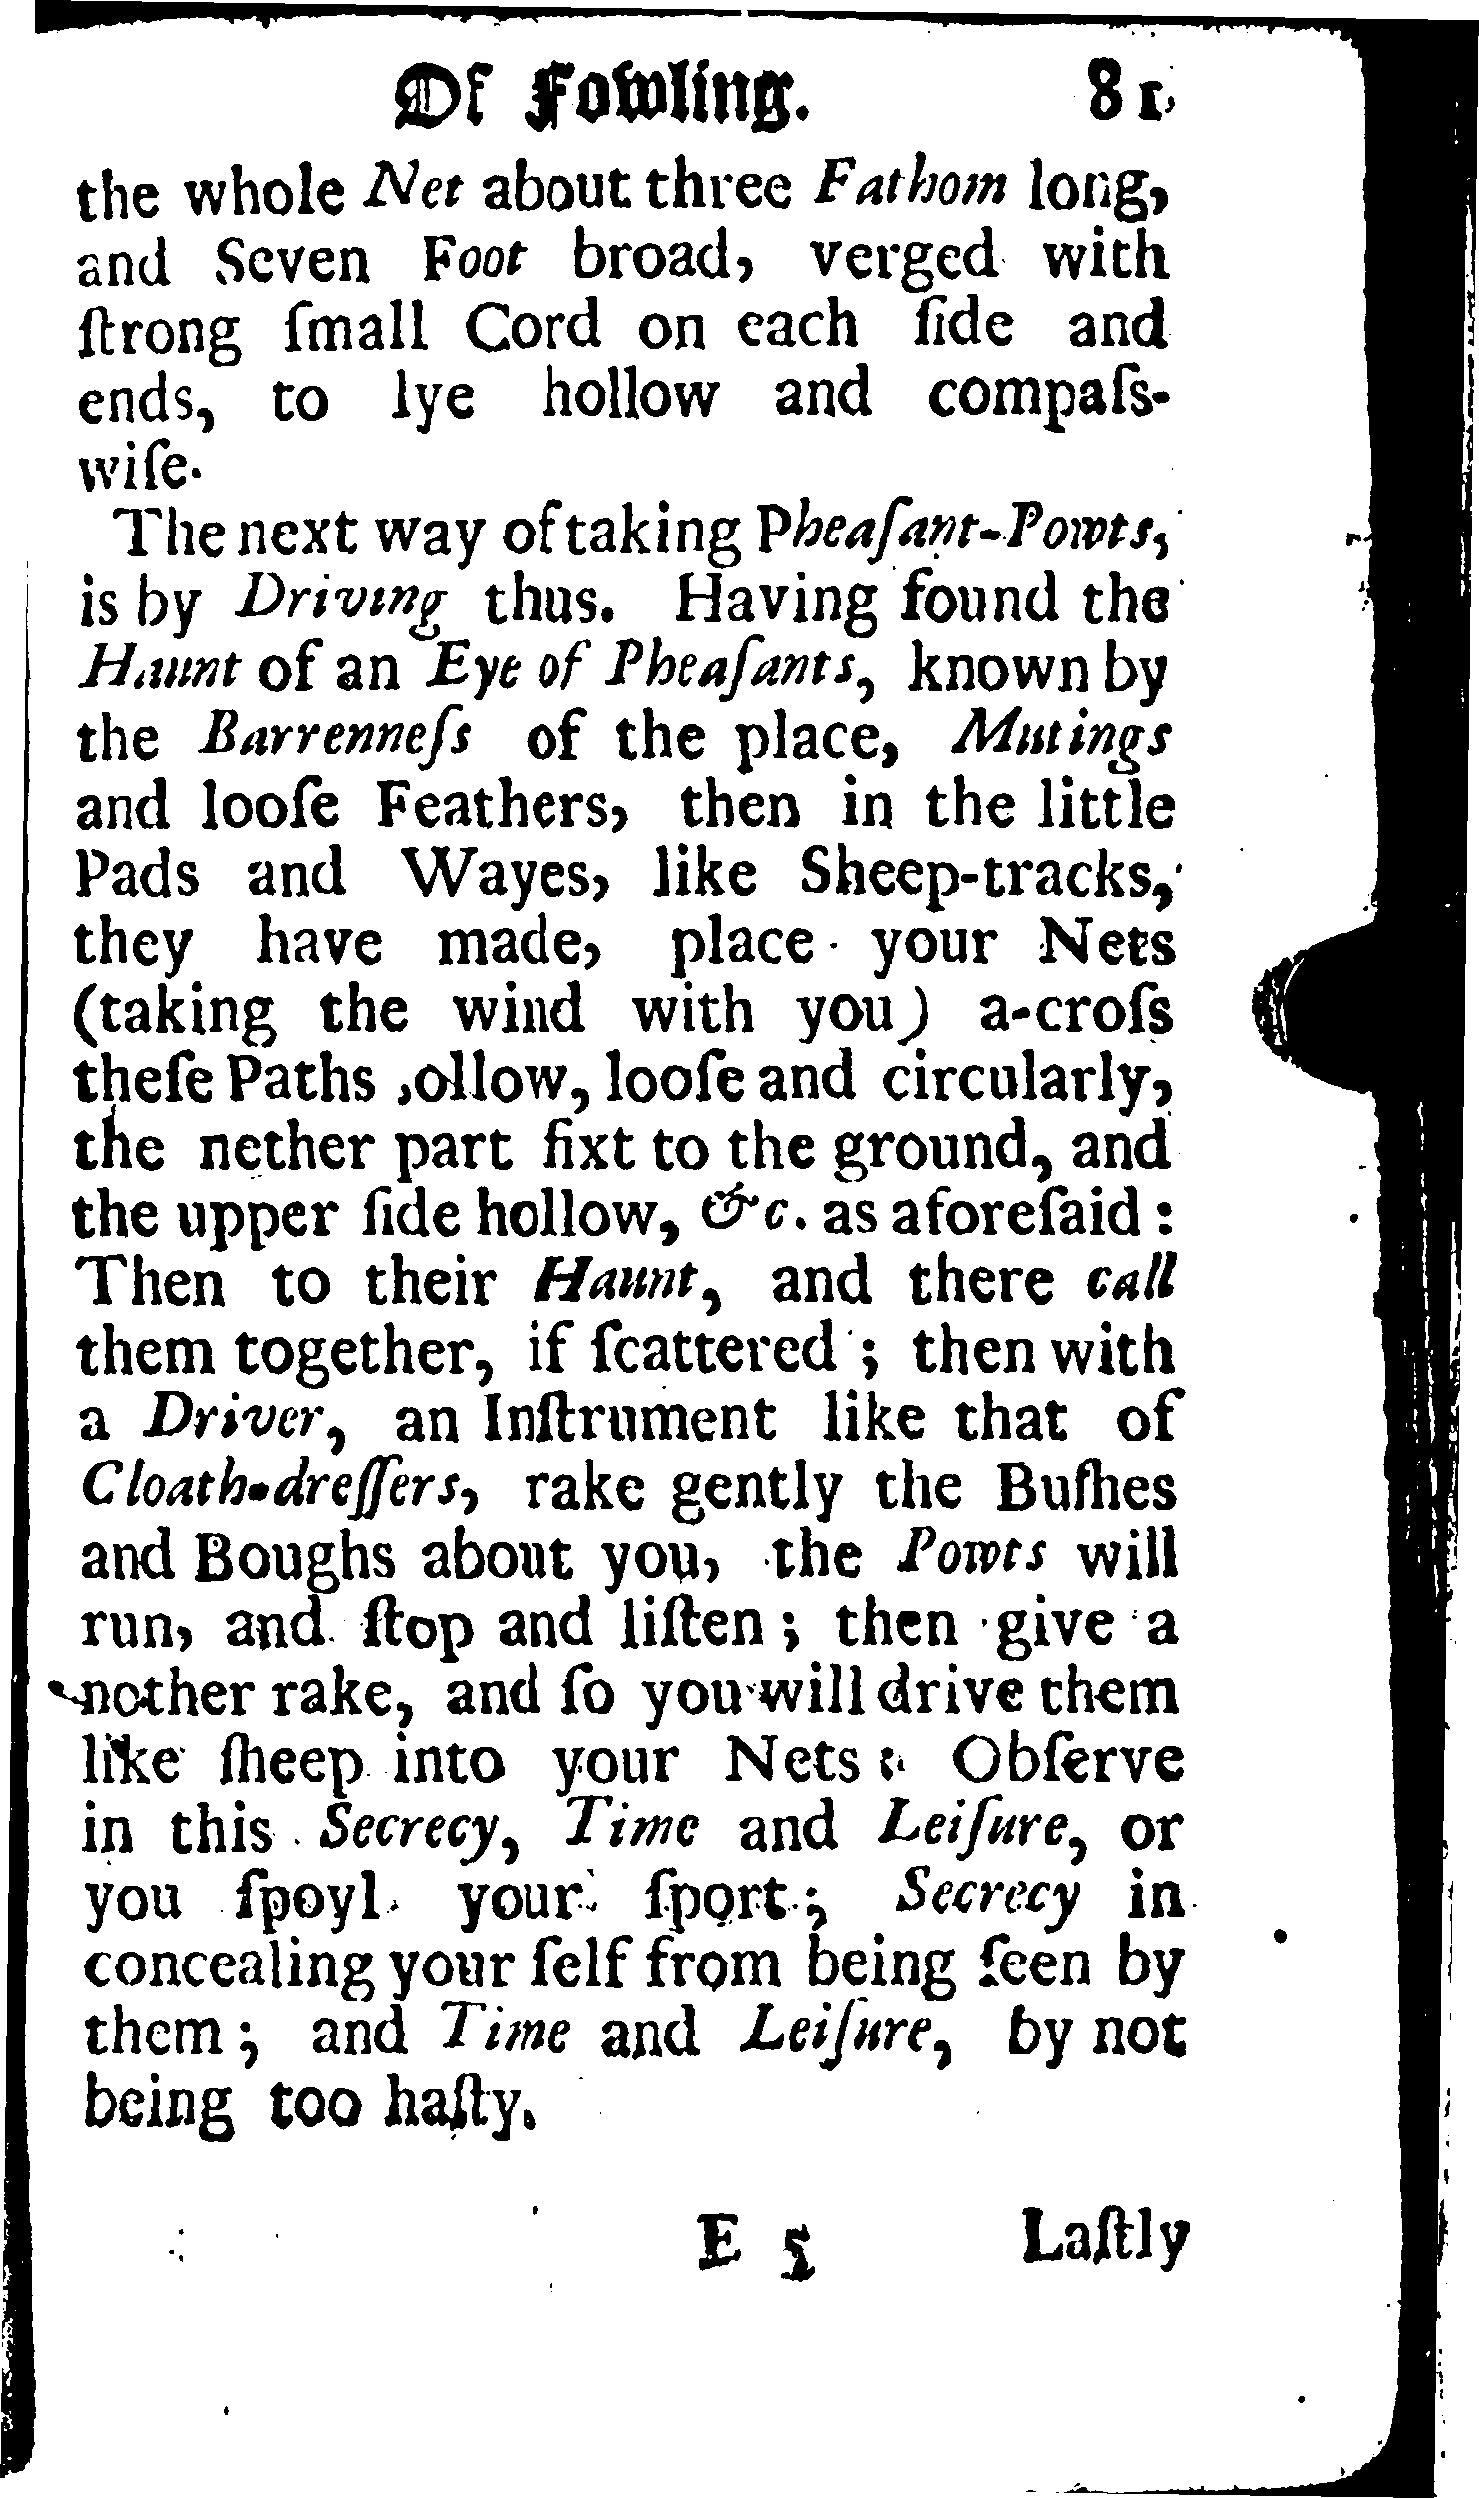 Of Fowling. 81
the whole Net about three Fathom long,
and Seven Foot broad, verged with
ſtrong ſmall Cord on each ſide and
ends, to lye hollow and compaſs-
wiſe.
The next way of taking Pheaſant-Powts,
is by Driving thus. Having found the
Haunt of an Eye of Pheaſants, known by
the Barrenneſs of the place, Mutings
and looſe Feathers, then in the little
Pads and Wayes, like Sheep-tracks,
they have made, place your Nets
(taking the wind with you) a-croſs
theſe Paths ,ollow, looſe and circularly,
the nether part fixt to the ground, and
the upper ſide hollow, &c. as aforeſaid:
Then to their Haunt, and there call
them together, if ſcattered; then with
a Driver, an Inſtrument like that of
Cloath-dreſſers, rake gently the Buſhes
and Boughs about you, the Powts will
run, and ſtop and liſten; then give a
nother rake, and ſo you will drive them
like ſheep into your Nets: Obſerve
in this Secrecy, Time and Leiſure, or
you ſpoyl your ſport; Secrecy in
concealing your ſelf from being ſeen by
them; and Time and Leiſure, by not
being too haſty.
E 5 Laſtly